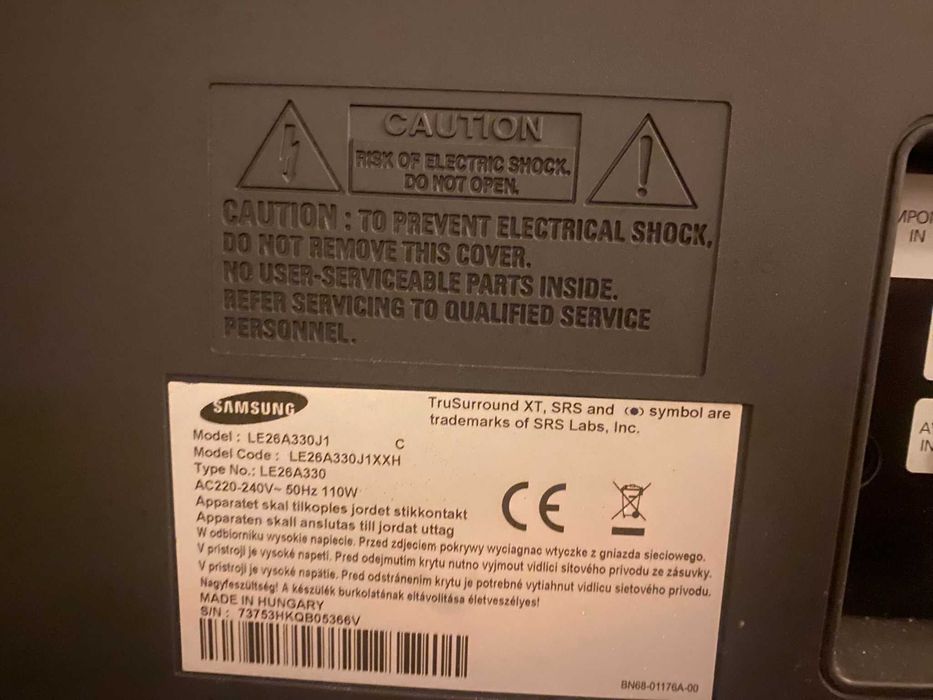 CAUTION
RISK OF ELECTRIC SHOCK.
DO NOT OPEN.
CAUTION : TO PREVENT ELECTRICAL SHOCK,
DO NOT REMOVE THIS COVER.
NO USER-SERVICEABLE PARTS INSIDE.
REFER SERVICING TO QUALIFIED SERVICE
PERSONNEL.
IN
SAMSUNG
TruSurround XT, SRS and (●) symbol are
trademarks of SRS Labs, Inc.
Model : LE26A330J1 C
Model Code : LE26A330J1XXH
Type No.: LE26A330
AC220-240V~ 50Hz 110W
Apparatet skal tilkoples jordet stikkontakt
Apparaten skall anslutas till jordat uttag
W odbiorniku wysokie napiecie. Przed zdjeciem pokrywy wyciagnac wtyczke z gniazda sieciowego.
V pristroji je vysoké napeti. Pred odejmutim krytu nutno vyjmout vidlici sitového privodu ze zásuvky.
V pristroji je vysoké napätie. Pred odstránenim krytu je potrebné vytiahnut vidlicu sietového privodu.
Nagyfeszültség! A készülék burkolatának eltávolítása életveszélyes!
MADE IN HUNGARY
S/N : 73753HKQB05366V
CE
BN68-01176A-00